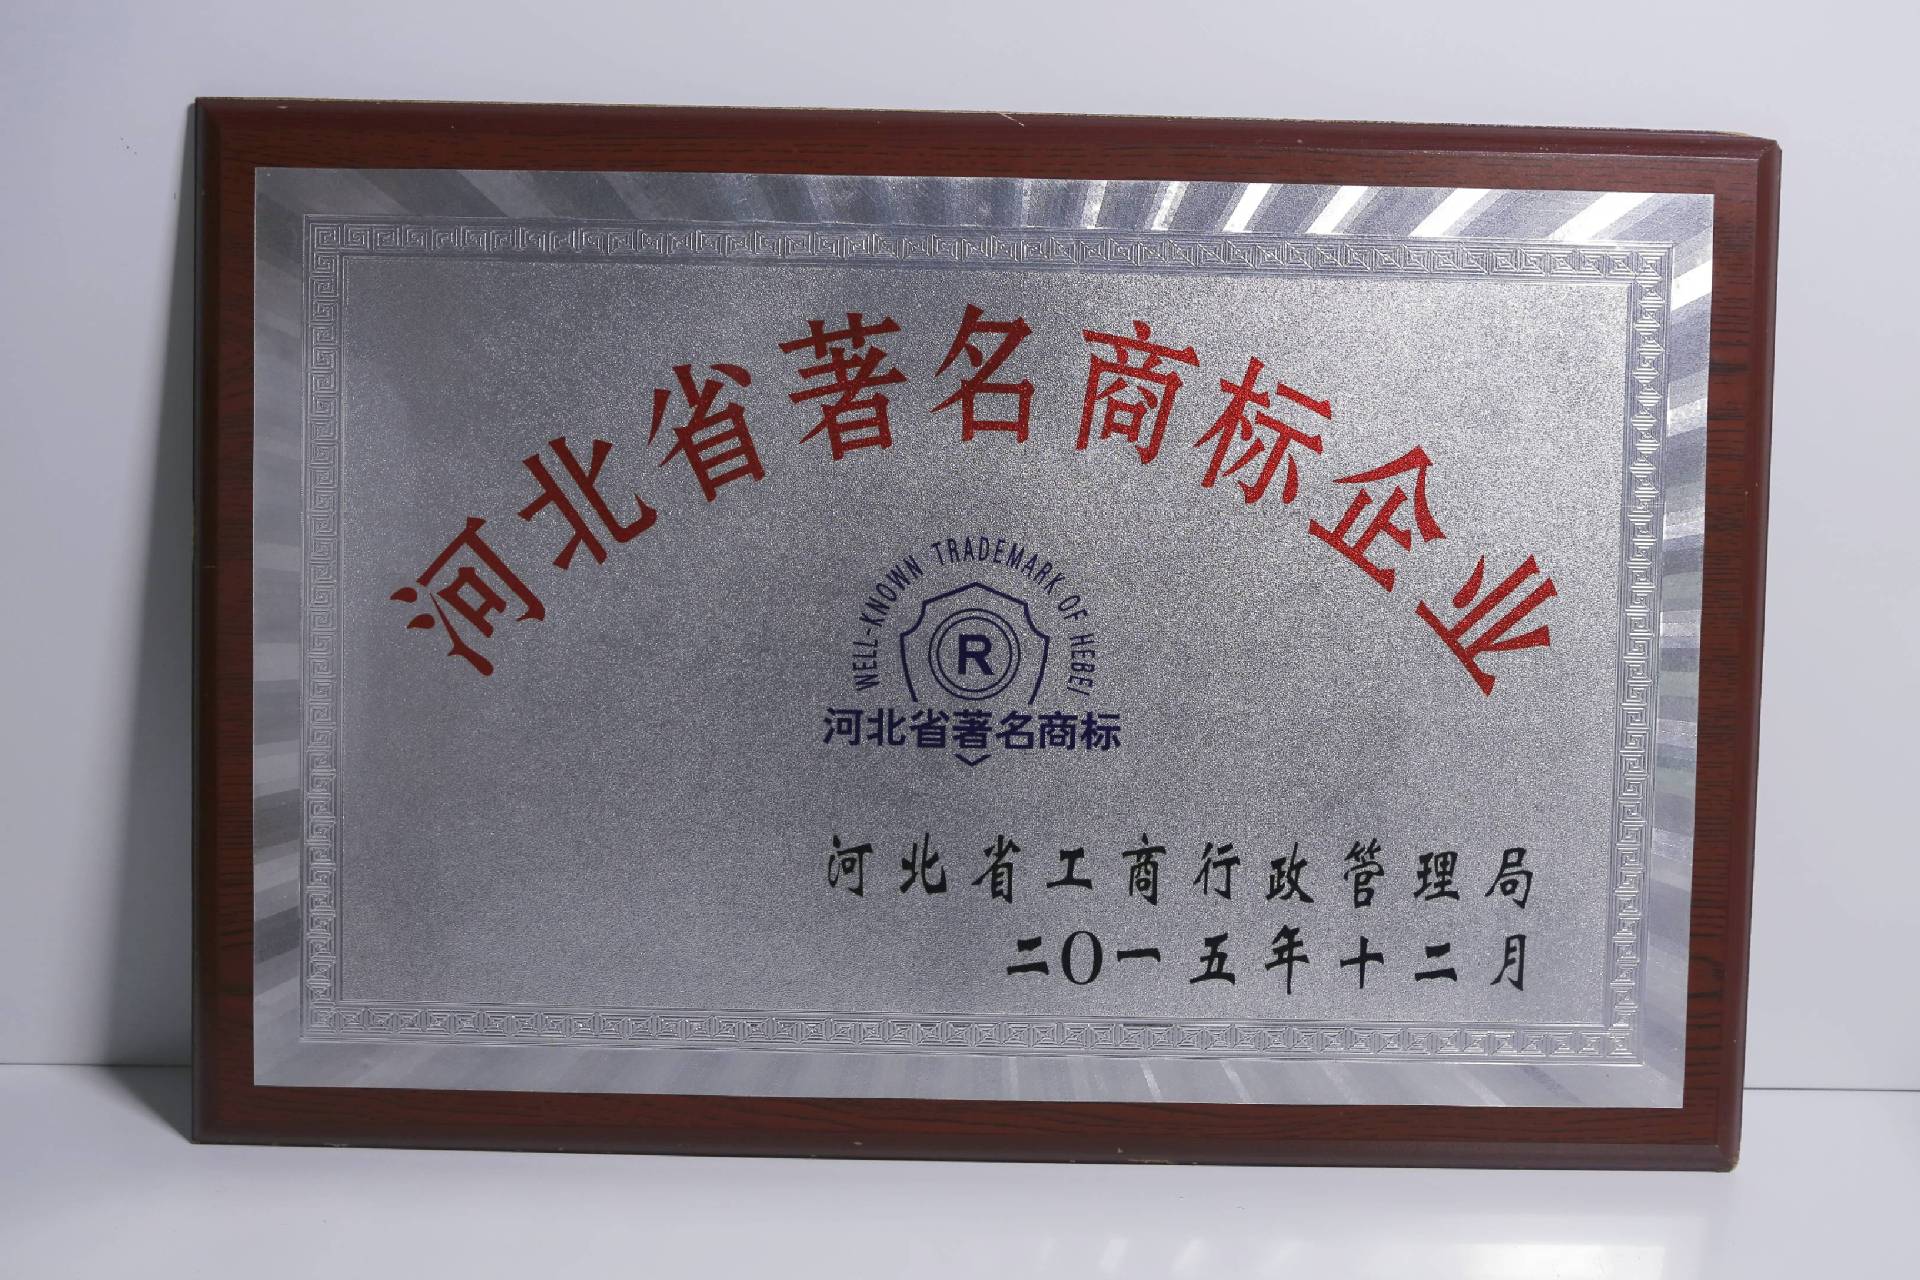 河北省著名商标企业
WELL-KNOWN TRADEMARK OF HEBEI
R
河北省著名商标
河北省工商行政管理局
二〇一五年十二月